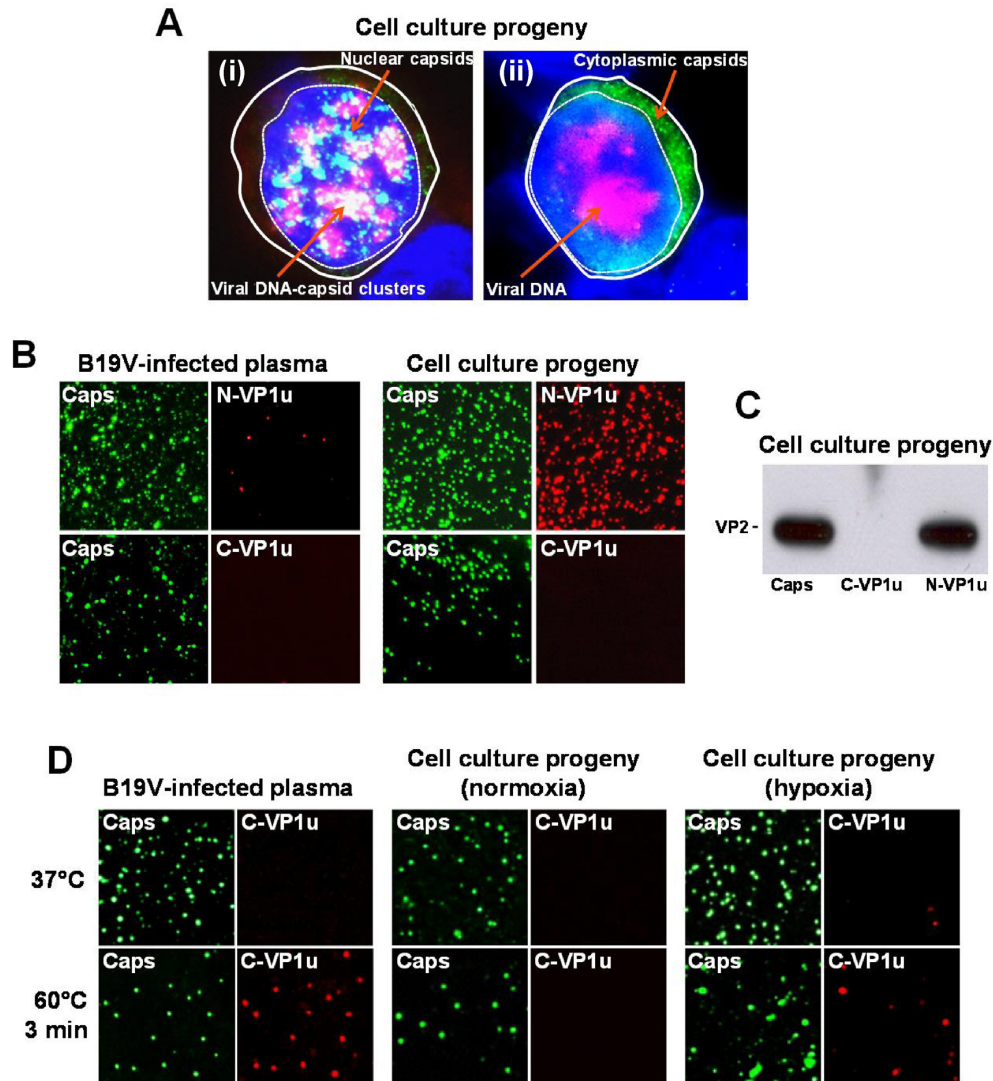 A
Cell culture progeny
(i)
Nuclear capsids
Viral DNA-capsid clusters
(ii)
Cytoplasmic capsids
Viral DNA
B
B19V-infected plasma
Cell culture progeny
Caps
N-VP1u
Caps
N-VP1u
Caps
C-VP1u
Caps
C-VP1u
C
Cell culture progeny
VP2-
Caps
C-VP1u
N-VP1u
D
B19V-infected plasma
Cell culture progeny
(normoxia)
Cell culture progeny
(hypoxia)
37°C
Caps
C-VP1u
Caps
C-VP1u
Caps
C-VP1u
60°C
3 min
Caps
C-VP1u
Caps
C-VP1u
Caps
C-VP1u